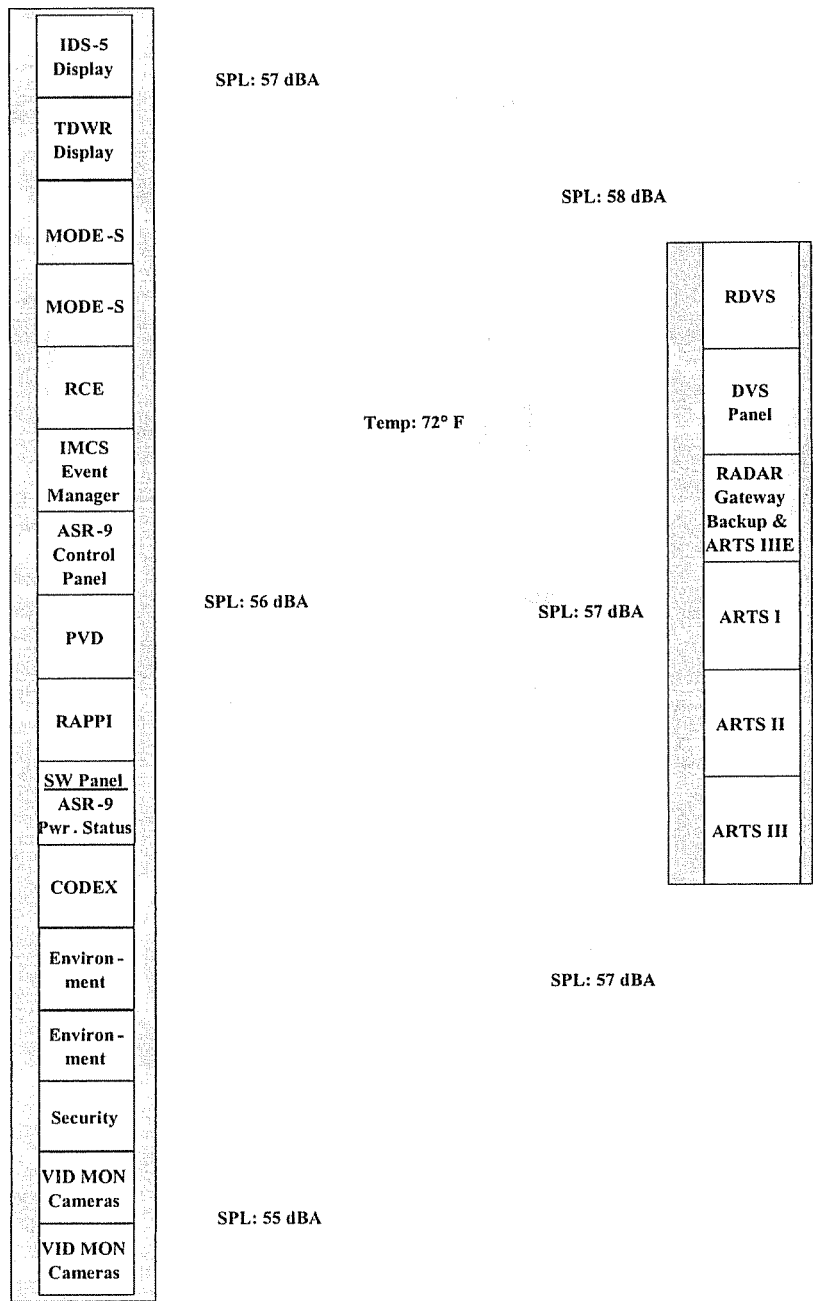 IDS-5
Display
TDWR
Display
MODE-S
MODE-S
RCE
IMCS
Event
Manager
ASR-9
Control
Panel
PVD
RAPPI
SW Panel
ASR-9
Pwr. Status
CODEX
Environ-
ment
Environ-
ment
Security
VID MON
Cameras
VID MON
Cameras
SPL: 57 dBA
SPL: 58 dBA
Temp: 72° F
SPL: 56 dBA
SPL: 57 dBA
SPL: 57 dBA
SPL: 55 dBA
RDVS
DVS
Panel
RADAR
Gateway
Backup &
ARTS IIIE
ARTS I
ARTS II
ARTS III